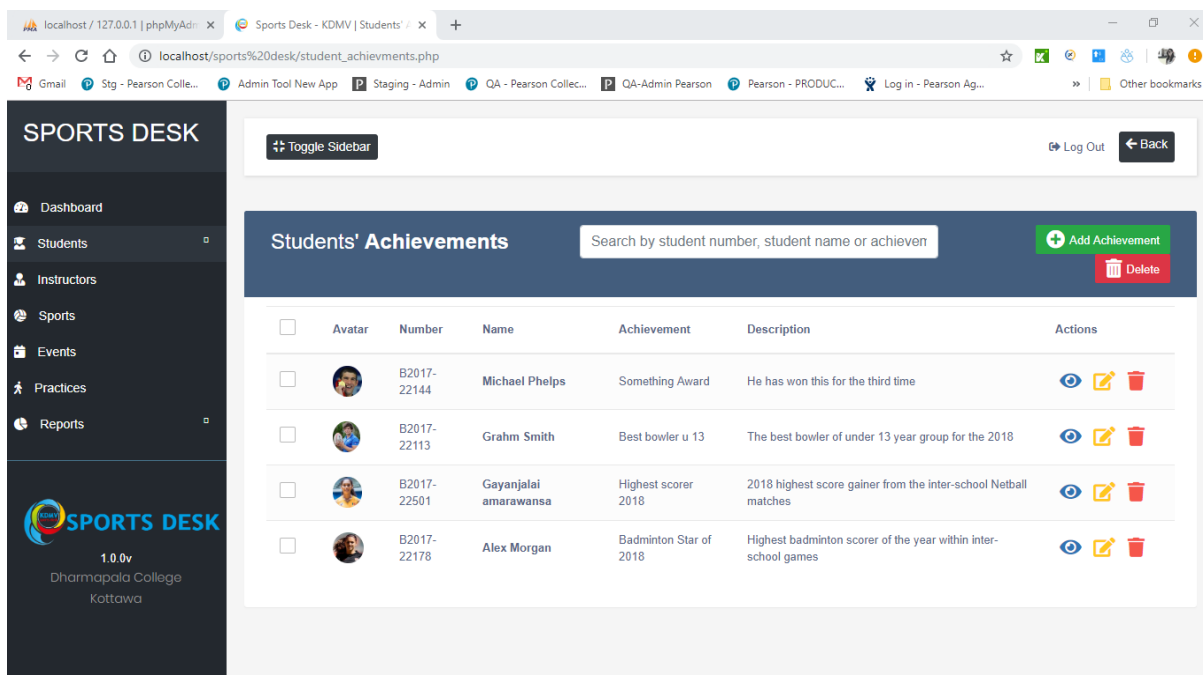 localhost / 127.0.0.1 | phpMyAdm
Sports Desk - KDMV | Students' A
localhost/sports%20desk/student_achievments.php
Gmail
Stg - Pearson Colle...
Admin Tool New App
Staging - Admin
QA - Pearson Collec...
QA-Admin Pearson
Pearson - PRODUC...
Log in - Pearson Ag...
»
Other bookmarks
SPORTS DESK
Toggle Sidebar
Log Out
Back
Dashboard
Students
Instructors
Sports
Events
Practices
Reports
KDMV
SPORTS DESK
1.0.0v
Dharmapala College
Kottawa
Students' Achievements
Search by student number, student name or achievem
Add Achievement
Delete
Avatar Number Name Achievement Description Actions
B2017-
22144
Michael Phelps
Something Award
He has won this for the third time
B2017-
22113
Grahm Smith
Best bowler u 13
The best bowler of under 13 year group for the 2018
B2017-
22501
Gayanjalai
amarawansa
Highest scorer
2018
2018 highest score gainer from the inter-school Netball
matches
B2017-
22178
Alex Morgan
Badminton Star of
2018
Highest badminton scorer of the year within inter-
school games